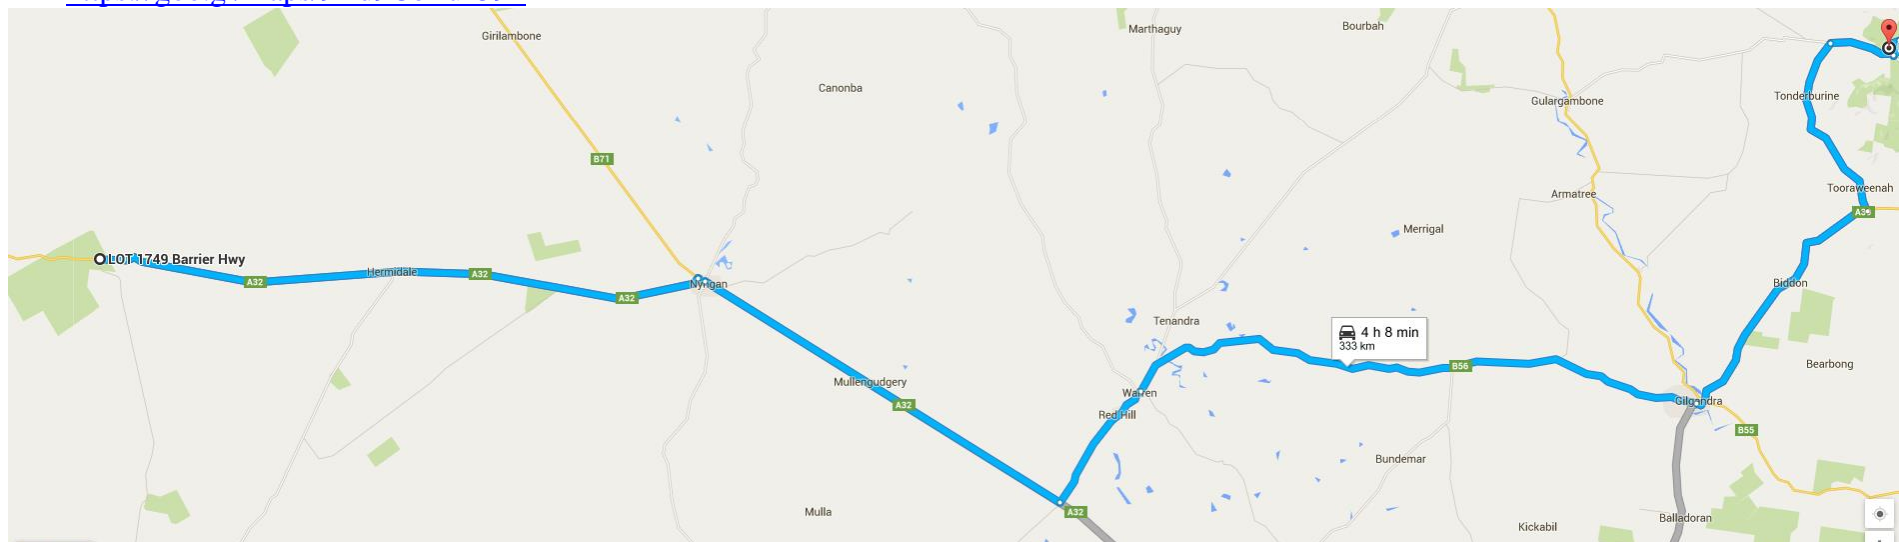 Girilambone
Marthaguy
Bourbah
Canonba
Tonderburine
Gulargambone
B71
Armatree
Tooraweenah
Merrigal
LOT 1749 Barrier Hwy
A32
Hermidale
A32
A32
Nyngan
Biddon
Tenandra
4 h 8 min
333 km
B56
Bearbong
Mullengudgery
A32
Warren
Red Hill
Gilgandra
B55
Bundemar
A32
Mulla
Kickabil
Balladoran